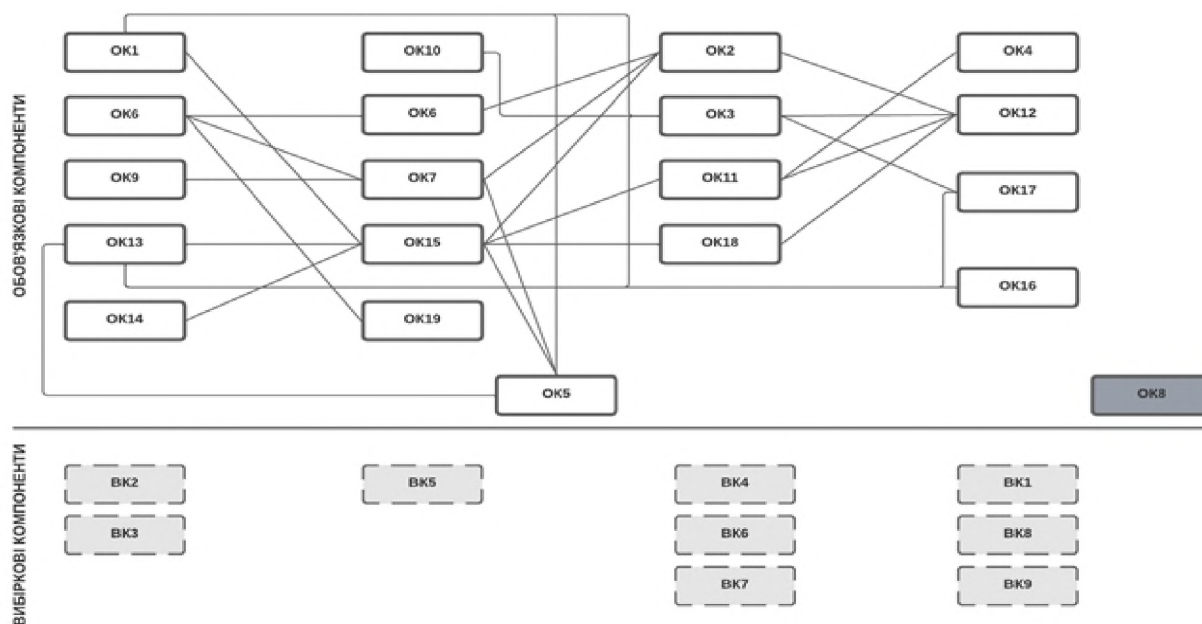 ОБОВ'ЯЗКОВІ КОМПОНЕНТИ
ОК1
ОК10
ОК2
ОК4
ОК6
ОК6
ОК3
ОК12
ОК9
ОК7
ОК11
ОК17
ОК13
ОК15
ОК18
ОК16
ОК14
ОК19
ОК5
ОК8
ВИБІРКОВІ КОМПОНЕНТИ
ВК2
ВК5
ВК4
ВК1
ВК3
ВК6
ВК8
ВК7
ВК9